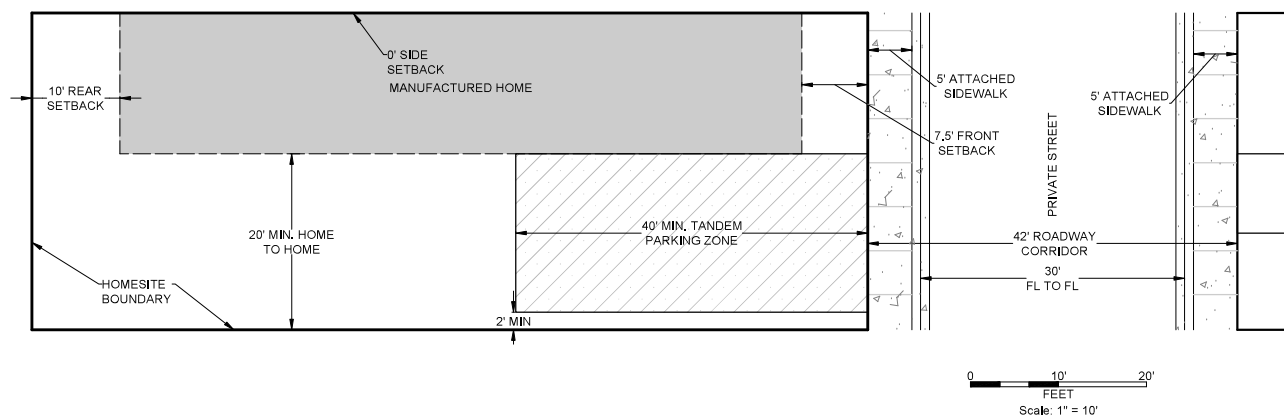 0' SIDE
SETBACK
MANUFACTURED HOME
10' REAR
SETBACK
5' ATTACHED
SIDEWALK
5' ATTACHED
SIDEWALK
7.5' FRONT
SETBACK
PRIVATE STREET
20' MIN. HOME
TO HOME
40' MIN. TANDEM
PARKING ZONE
42' ROADWAY
CORRIDOR
30'
FL TO FL
HOMESITE
BOUNDARY
2' MIN
0 10' 20'
FEET
Scale: 1" = 10'